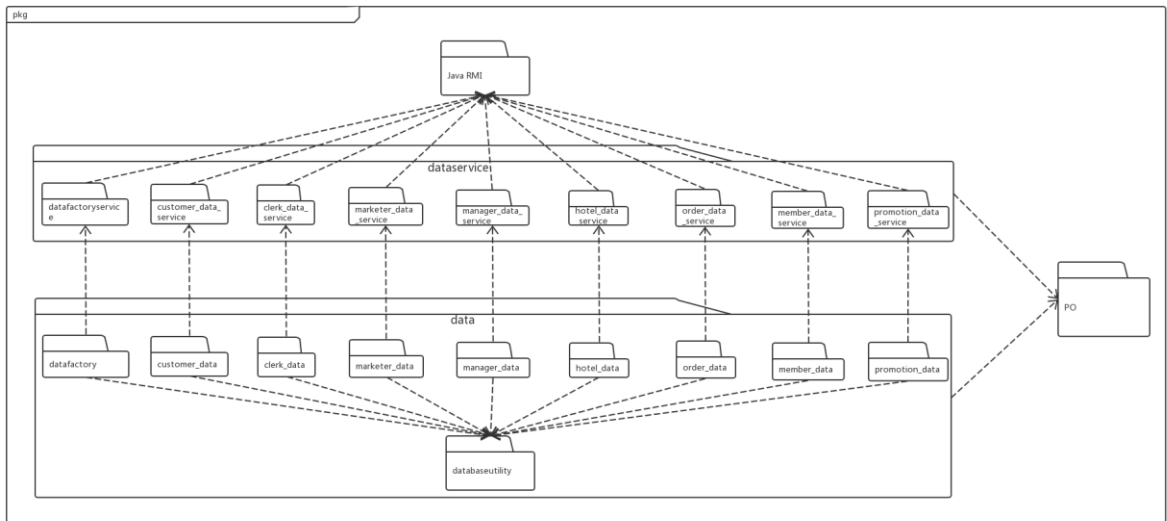 pkg
Java RMI
dataservice
datafactoryservic
e
customer_data_
service
clerk_data_
service
marketer_data
_service
manager_data_
service
hotel_data
_service
order_data
_service
member_data_
service
promotion_data
_service
PO
data
datafactory
customer_data
clerk_data
marketer_data
manager_data
hotel_data
order_data
member_data
promotion_data
databaseutility